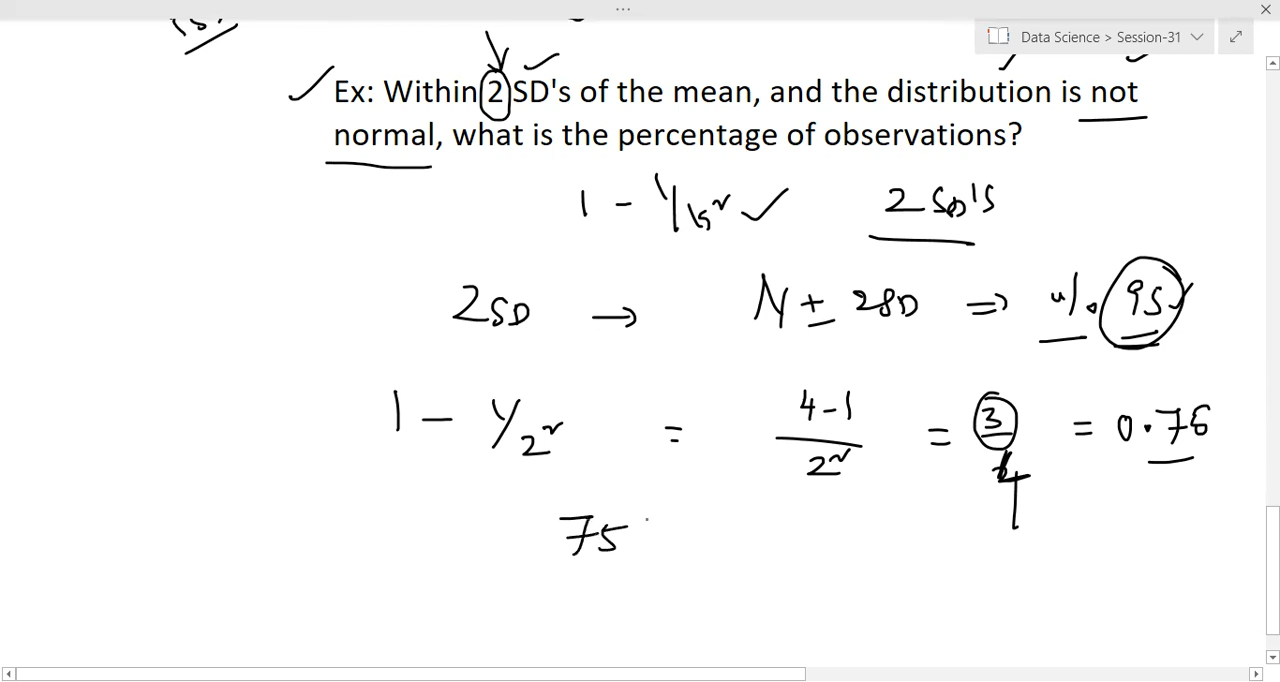 Data Science > Session-31
Ex: Within 2 SD's of the mean, and the distribution is not
normal, what is the percentage of observations?
1 - 1/K² 2 SD'S
2SD → ± 2SD ⇒ 95
1 - 1/2² = 4-1/2² = 3/4 = 0.75
75